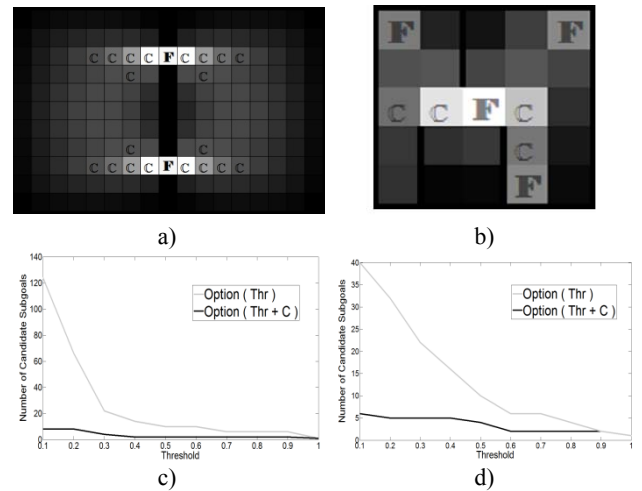 ℂ ℂ ℂ ℂ F ℂ ℂ ℂ ℂ
ℂ ℂ
ℂ ℂ
ℂ ℂ ℂ ℂ F ℂ ℂ ℂ ℂ
a)
F F
ℂ ℂ F ℂ
ℂ
F
b)
Number of Candidate Subgoals
140
120
100
80
60
40
20
0
Option ( Thr )
Option ( Thr + C )
0.1 0.2 0.3 0.4 0.5 0.6 0.7 0.8 0.9 1
Threshold
c)
Number of Candidate Subgoals
40
35
30
25
20
15
10
5
0
Option ( Thr )
Option ( Thr + C )
0.1 0.2 0.3 0.4 0.5 0.6 0.7 0.8 0.9 1
Threshold
d)